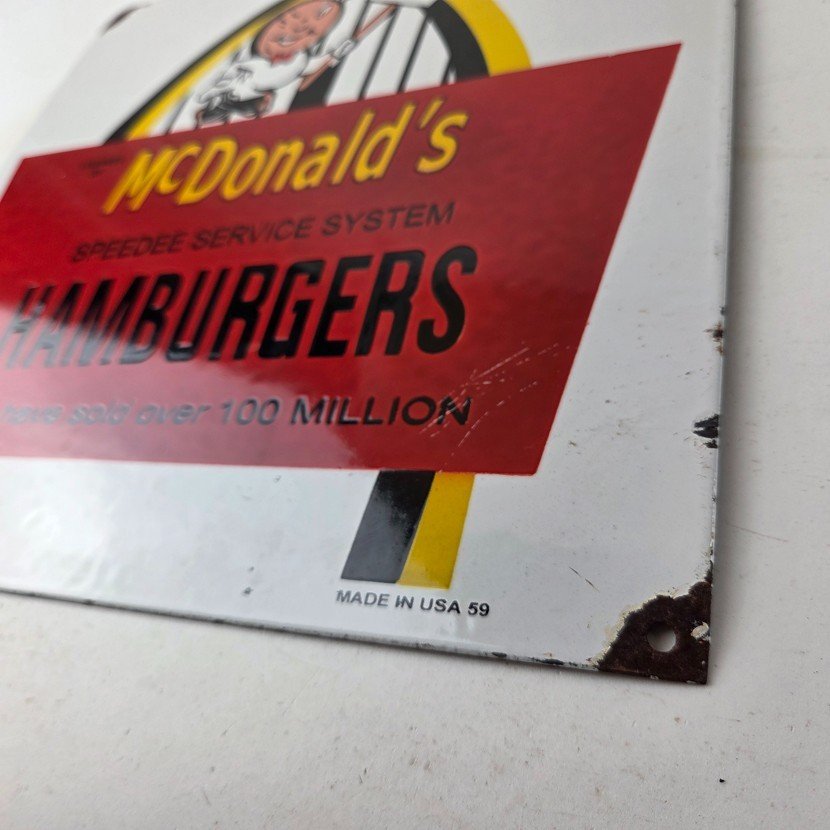 McDonald's
SPEEDEE SERVICE SYSTEM
HAMBURGERS
have sold over 100 MILLION
MADE IN USA 59